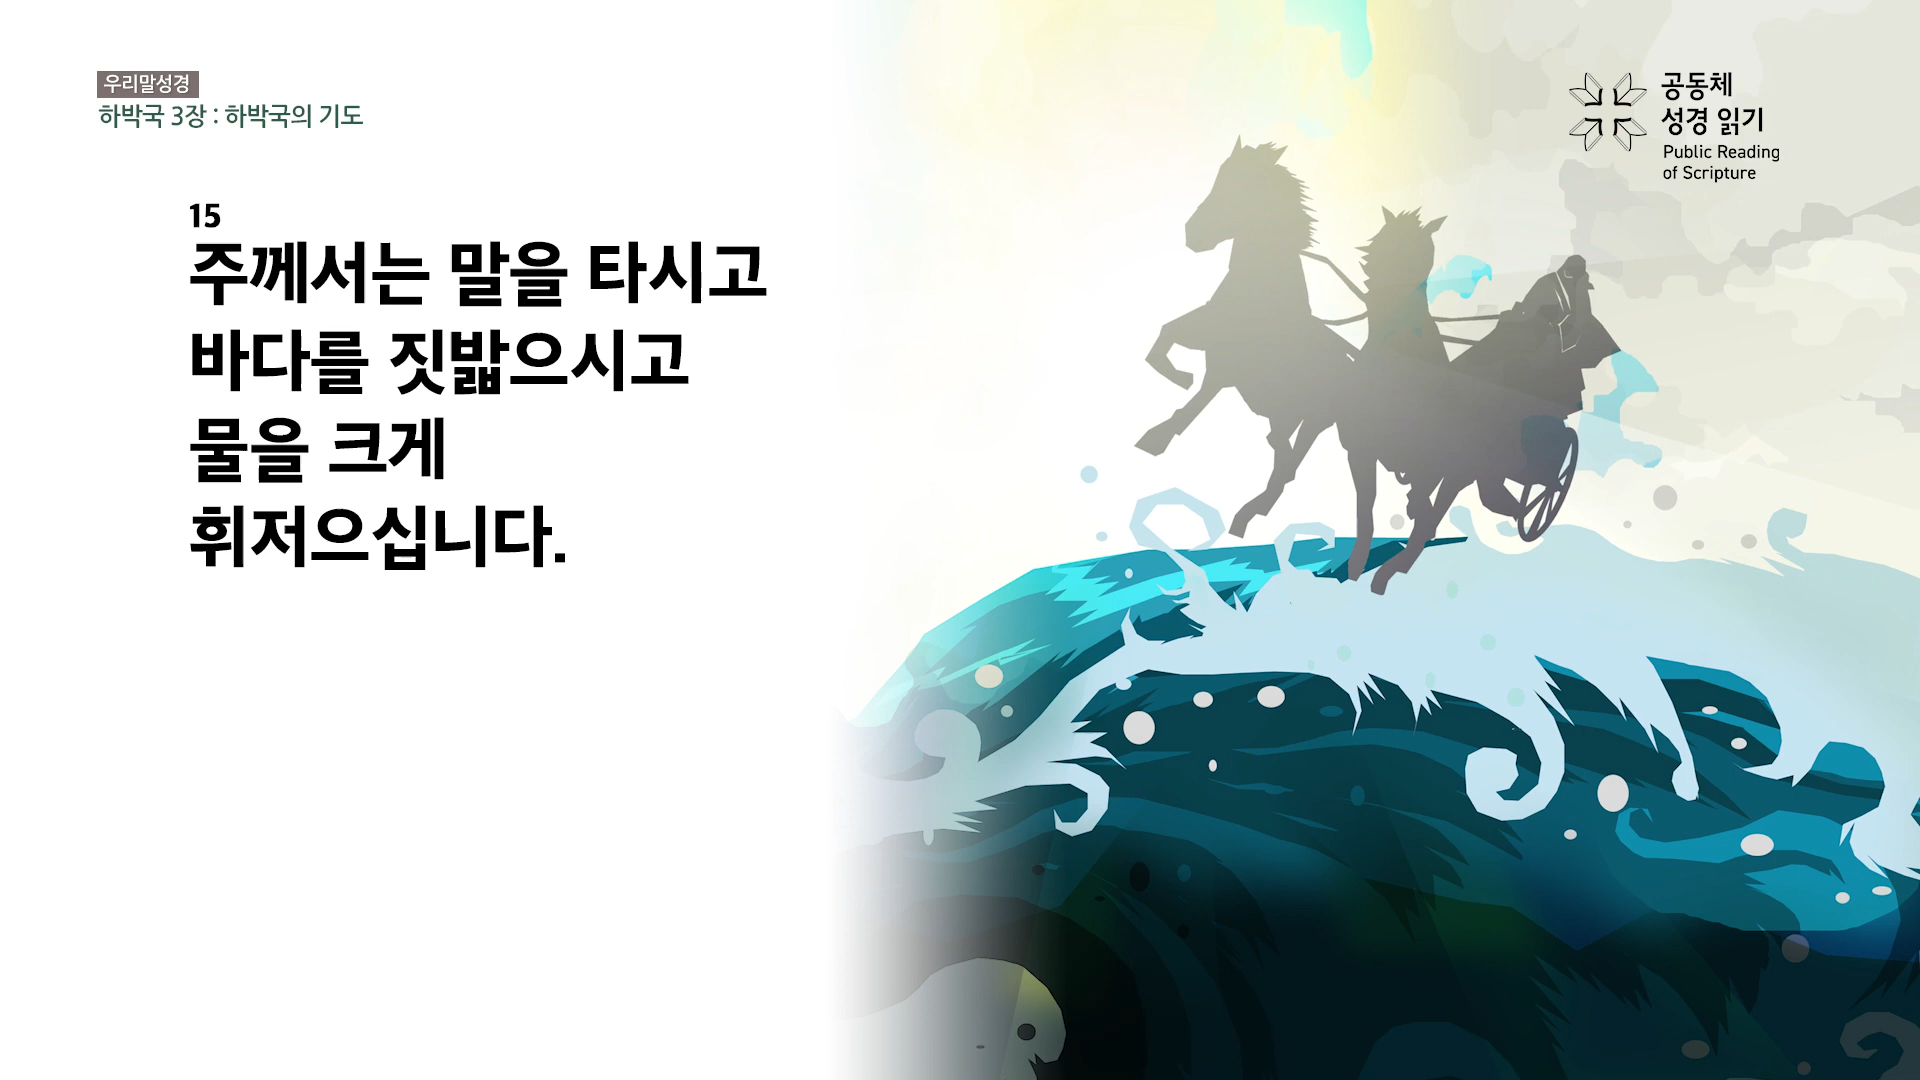 우리말성경
하박국 3장 : 하박국의 기도
공동체
성경 읽기
Public Reading
of Scripture
15
주께서는 말을 타시고
바다를 짓밟으시고
물을 크게
휘저으십니다.